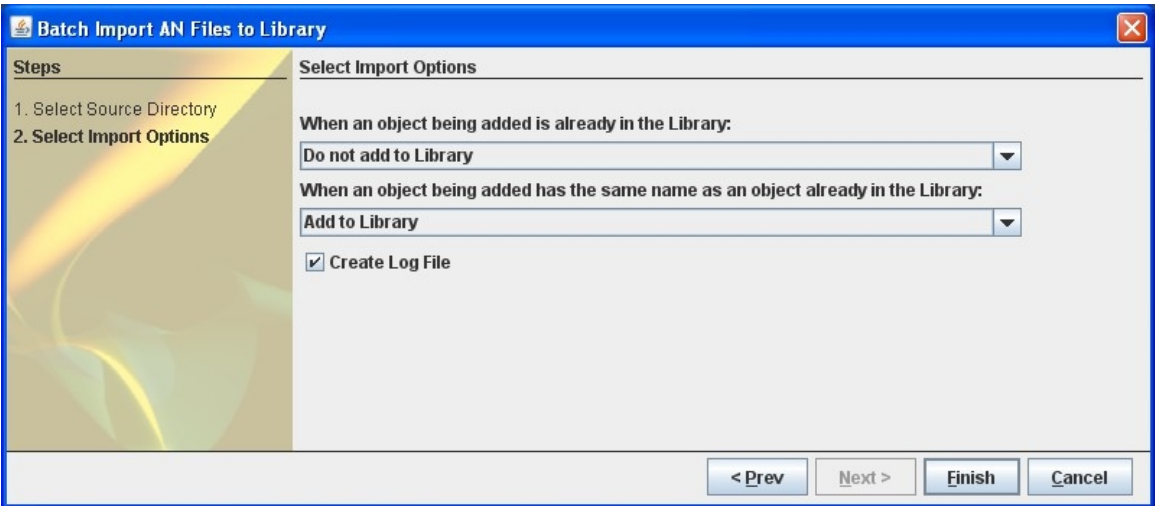 Batch Import AN Files to Library
Steps
1. Select Source Directory
2. Select Import Options
Select Import Options
When an object being added is already in the Library:
Do not add to Library
When an object being added has the same name as an object already in the Library:
Add to Library
Create Log File
< Prev
Next >
Finish
Cancel